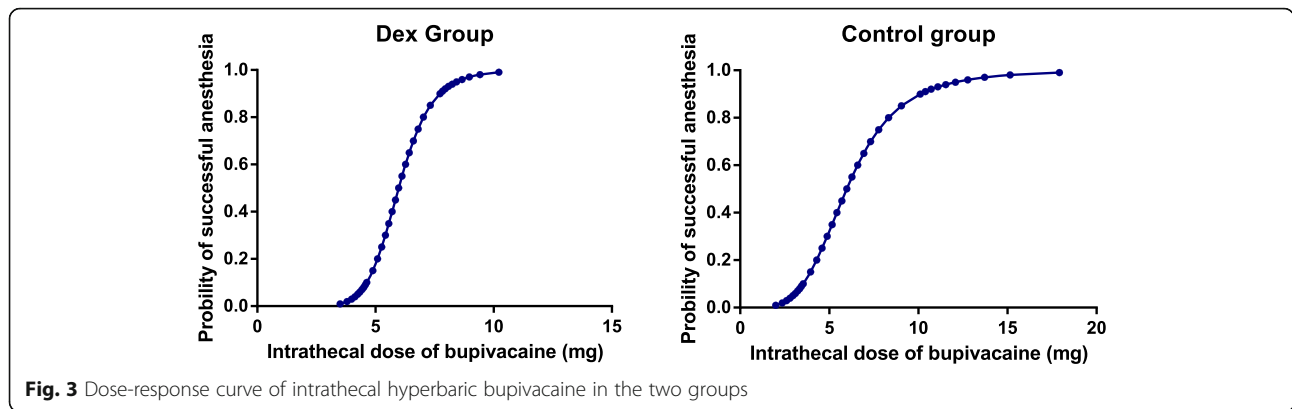 Dex Group
Probility of successful anesthesia
1.0
0.8
0.6
0.4
0.2
0.0
0 5 10 15
Intrathecal dose of bupivacaine (mg)
Control group
Probility of successful anesthesia
1.0
0.8
0.6
0.4
0.2
0.0
0 5 10 15 20
Intrathecal dose of bupivacaine (mg)
Fig. 3 Dose-response curve of intrathecal hyperbaric bupivacaine in the two groups